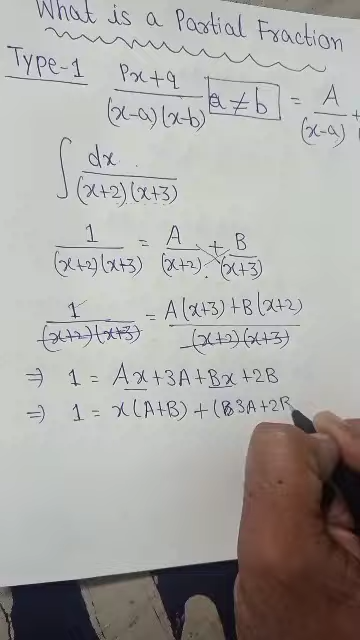 What is a Partial Fraction
Type-1 Px+q/(x-a)(x-b) a≠b = A/(x-a) +
∫ dx/(x+2)(x+3)
1/(x+2)(x+3) = A/(x+2) + B/(x+3)
1/(x+2)(x+3) = A(x+3)+B(x+2)/(x+2)(x+3)
⇒ 1 = Ax+3A+Bx+2B
⇒ 1 = x(A+B)+(3A+2B